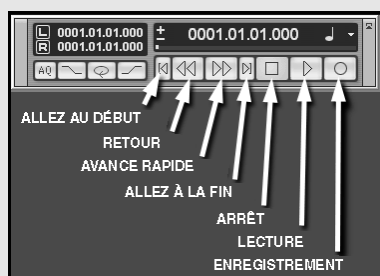 L 0001.01.01.000
R 0001.01.01.000
± 0001.01.01.000
AQ
ALLEZ AU DÉBUT
RETOUR
AVANCE RAPIDE
ALLEZ À LA FIN
ARRÊT
LECTURE
ENREGISTREMENT